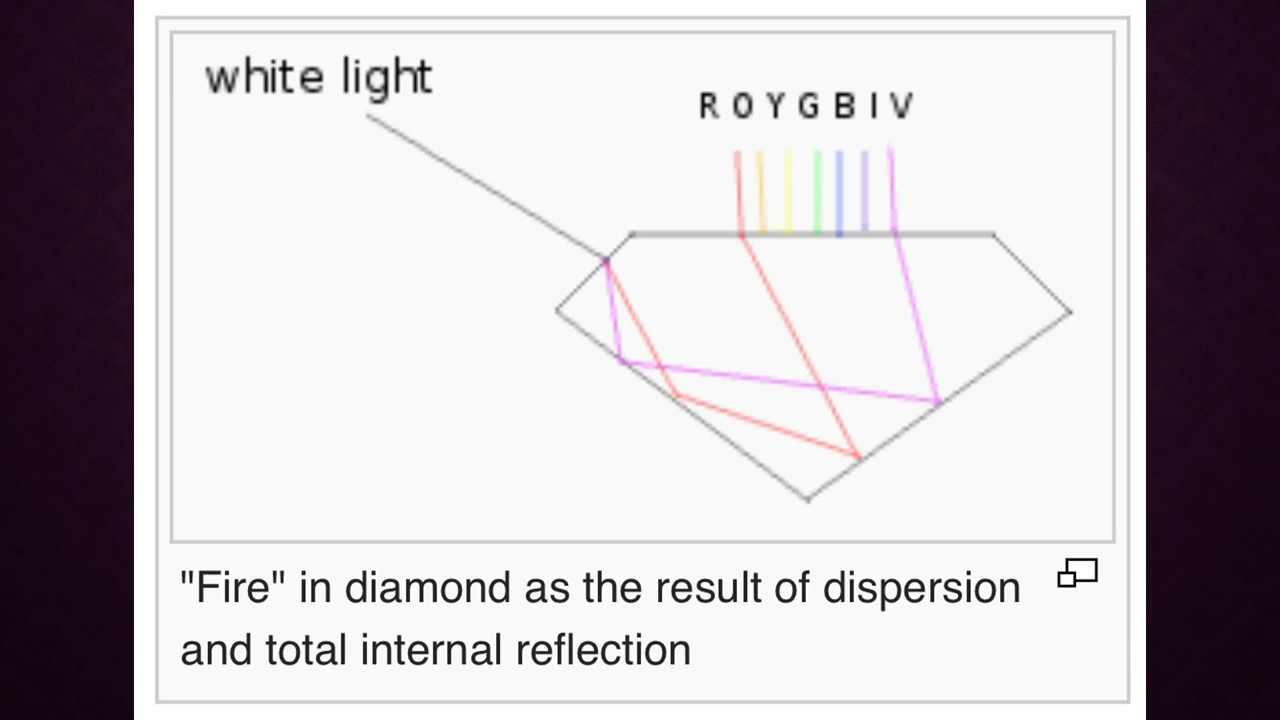 white light
R O Y G B I V
"Fire" in diamond as the result of dispersion
and total internal reflection